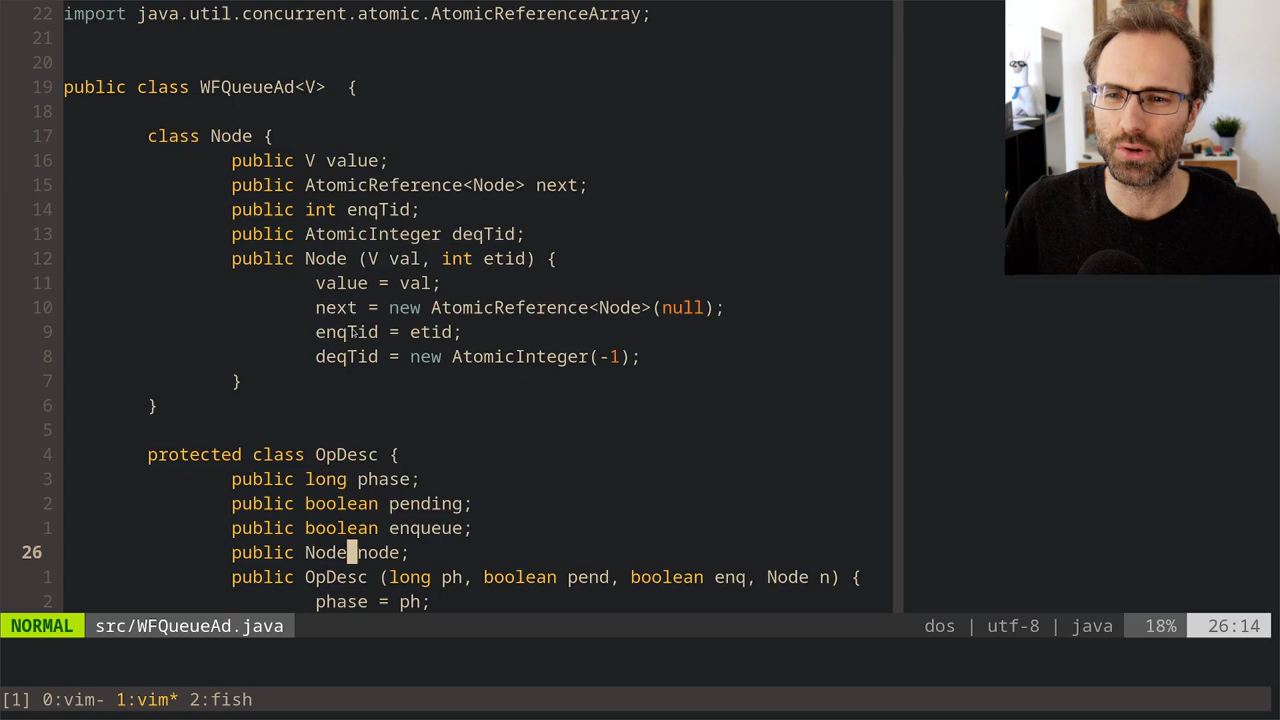 22 import java.util.concurrent.atomic.AtomicReferenceArray;
21
20
19 public class WFQueueAd<V>  {
18
17         class Node {
16                 public V value;
15                 public AtomicReference<Node> next;
14                 public int enqTid;
13                 public AtomicInteger deqTid;
12                 public Node (V val, int etid) {
11                         value = val;
10                         next = new AtomicReference<Node>(null);
9                         enqTid = etid;
8                         deqTid = new AtomicInteger(-1);
7                 }
6         }
5
4         protected class OpDesc {
3                 public long phase;
2                 public boolean pending;
1                 public boolean enqueue;
26                 public Node node;
1                 public OpDesc (long ph, boolean pend, boolean enq, Node n) {
2                         phase = ph;
NORMAL src/WFQueueAd.java dos | utf-8 | java 18% 26:14
[1] 0:vim- 1:vim* 2:fish